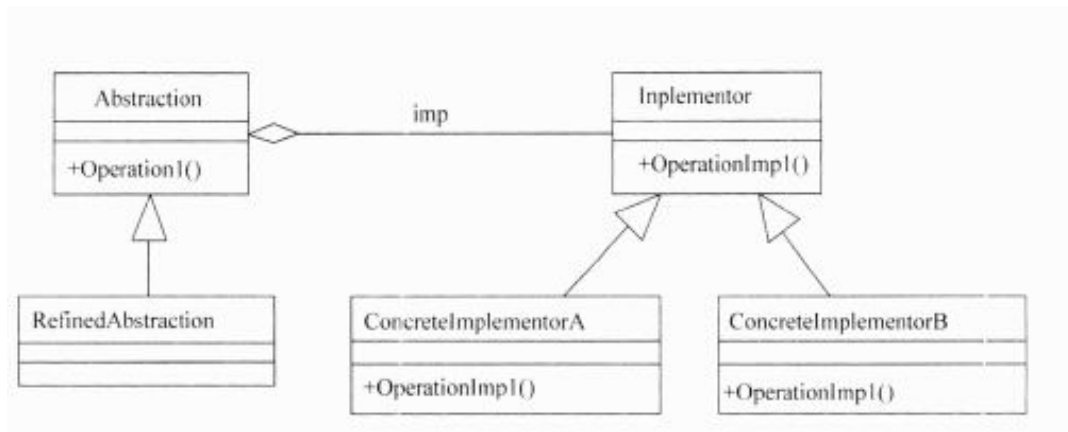 Abstraction
+Operation1()
imp
Inplementor
+OperationImp1()
RefinedAbstraction
ConcreteImplementorA
+OperationImp1()
ConcreteImplementorB
+OperationImp1()